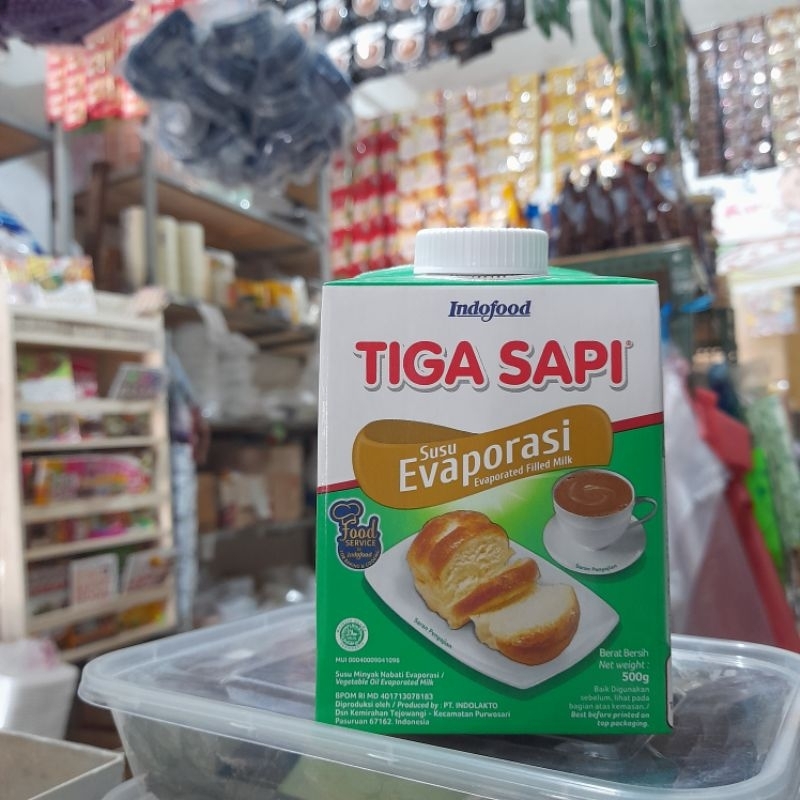 Indofood
TIGA SAPI
Susu
Evaporasi
Evaporated Filled Milk
Food
SERVICE
by Indofood
Saran Penyajian
Saran Penyajian
MUI 00040009041096
Susu Minyak Nabati Evaporasi /
Vegetable Oil Evaporated Milk
BPOM RI MD 401713078183
Diproduksi oleh / Produced by : PT. INDOLAKTO
Dsn Kemirahan Tejowangi - Kecamatan Purwosari
Pasuruan 67162. Indonesia
Berat Bersih
Net weight :
500g
Baik Digunakan
sebelum, lihat pada
bagian atas kemasan./
Best before printed on
top packaging.